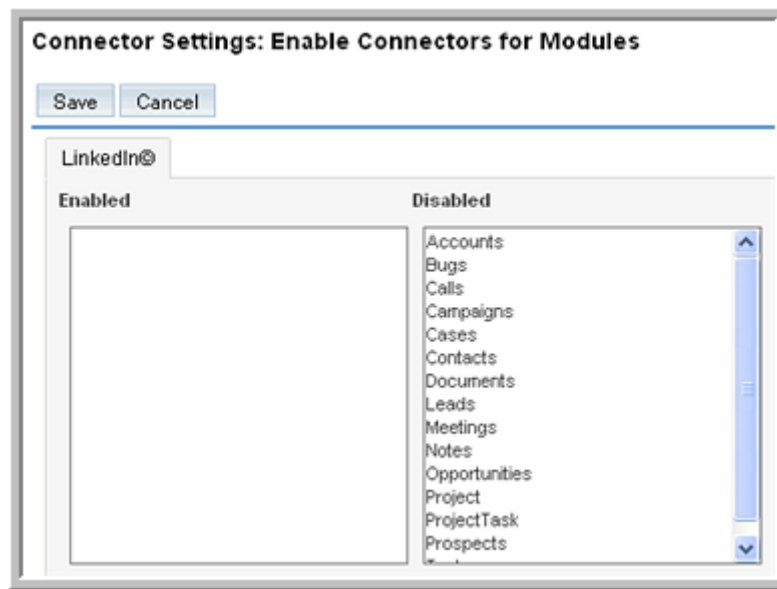 Connector Settings: Enable Connectors for Modules
Save Cancel
LinkedIn©
Enabled Disabled
Accounts
Bugs
Calls
Campaigns
Cases
Contacts
Documents
Leads
Meetings
Notes
Opportunities
Project
ProjectTask
Prospects